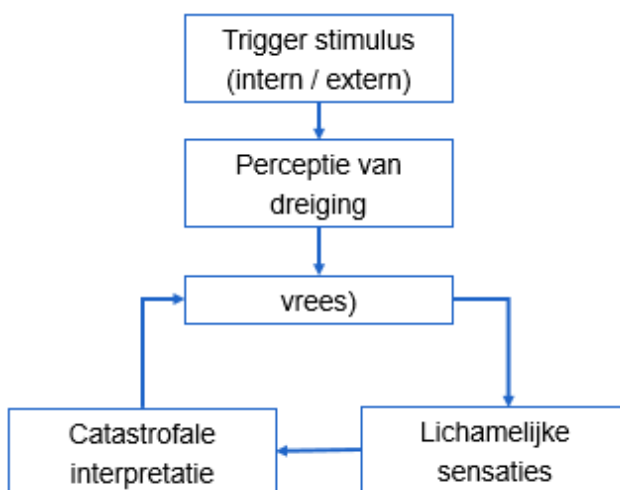 Trigger stimulus
(intern / extern)
Perceptie van
dreiging
vrees)
Catastrofale
interpretatie
Lichamelijke
sensaties